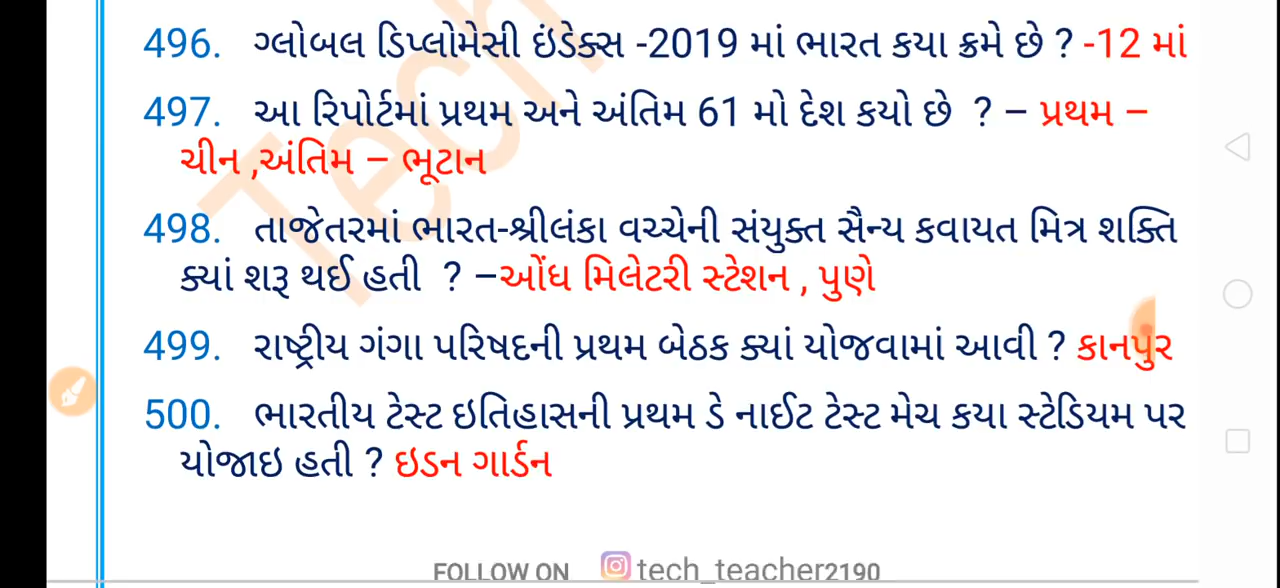 496. ગ્લોબલ ડિપ્લોમેસી ઇંડેક્સ -2019 માં ભારત કયા ક્રમે છે ? -12 માં
497. આ રિપોર્ટમાં પ્રથમ અને અંતિમ 61 મો દેશ કયો છે ? – પ્રથમ –
ચીન ,અંતિમ – ભૂટાન
498. તાજેતરમાં ભારત-શ્રીલંકા વચ્ચેની સંયુક્ત સૈન્ય કવાયત મિત્ર શક્તિ
ક્યાં શરૂ થઈ હતી ? –ઓંધ મિલેટરી સ્ટેશન , પુણે
499. રાષ્ટ્રીય ગંગા પરિષદની પ્રથમ બેઠક ક્યાં યોજવામાં આવી ? કાનપુર
500. ભારતીય ટેસ્ટ ઇતિહાસની પ્રથમ ડે નાઈટ ટેસ્ટ મેચ કયા સ્ટેડિયમ પર
યોજાઇ હતી ? ઇડન ગાર્ડન
Tech
FOLLOW ON tech_teacher2190